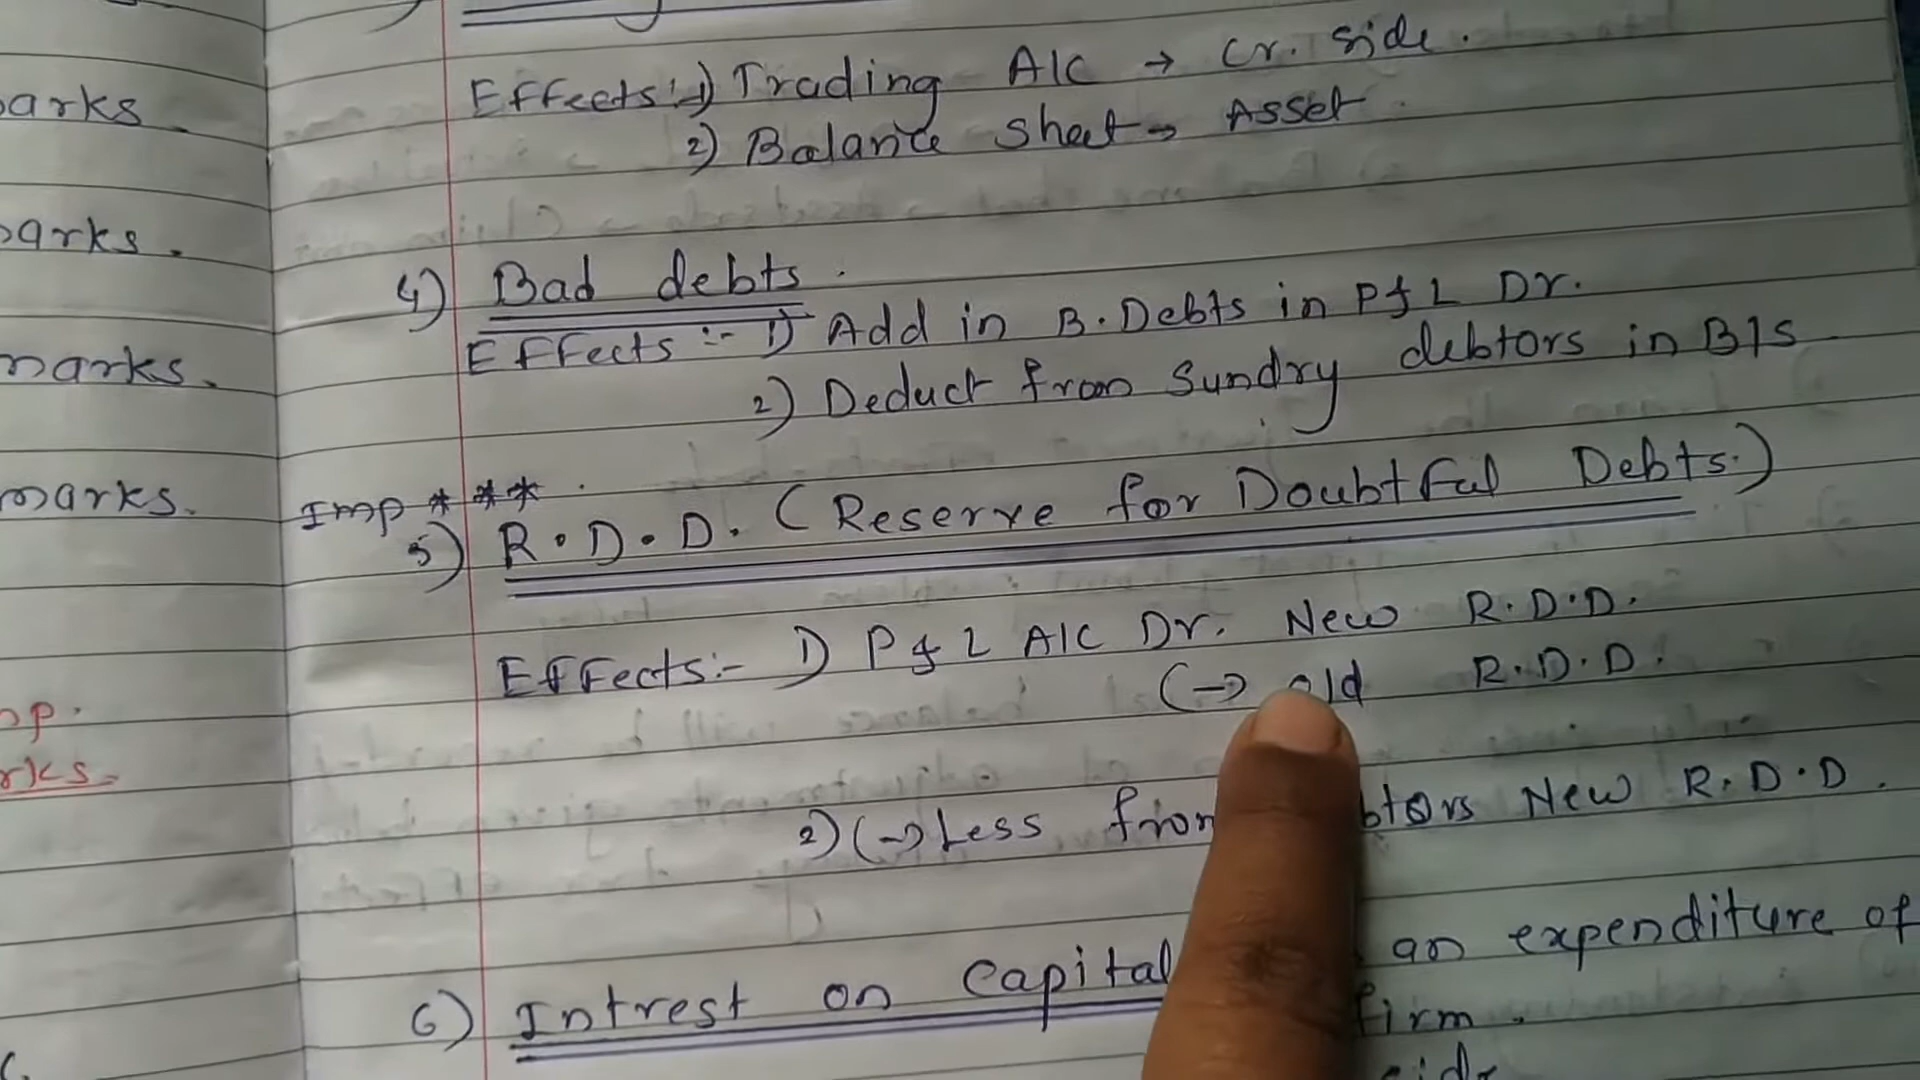 arks
arks.
marks.
marks.
Effects:- 1) Trading A/C → Cr. side.
2) Balance Sheet → Asset
4) Bad debts.
Effects :- 1) Add in B.Debts in P & L Dr.
2) Deduct from Sundry debtors in B/S
Imp * * *
5) R.D.D. (Reserve for Doubtful Debts.)
Effects:- 1) P & L A/C Dr. New R.D.D.
(-) old R.D.D.
2) (-) Less from btors New R.D.D.
6) Intrest on capital an expenditure of
firm.
side